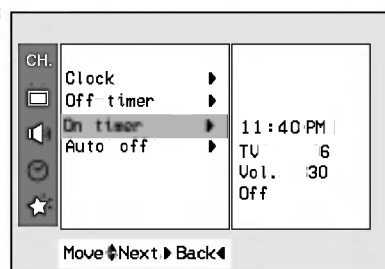 CH.
Clock
Off timer
On timer
Auto off
11:40 PM
TV 6
Vol. 30
Off
Move Next Back